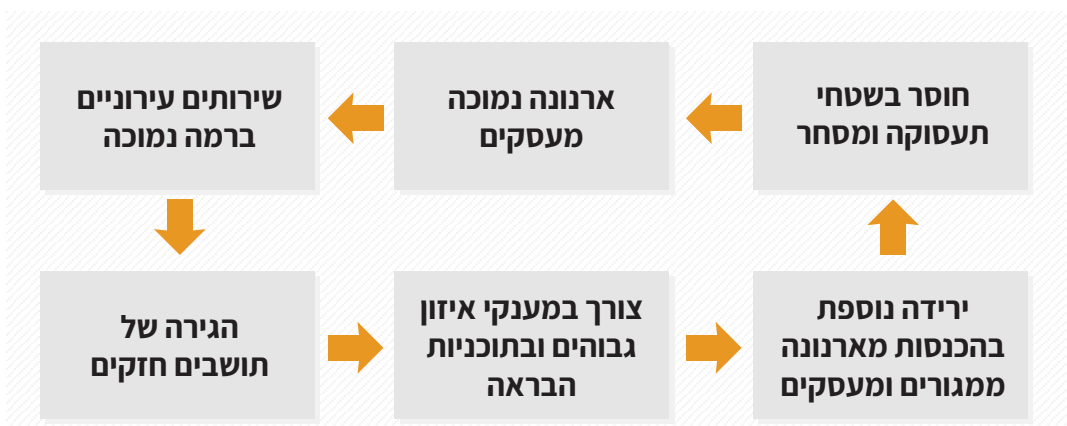 חוסר בשטחי
תעסוקה ומסחר
ארנונה נמוכה
מעסקים
שירותים עירוניים
ברמה נמוכה
הגירה של
תושבים חזקים
צורך במענקי איזון
גבוהים ובתוכניות
הבראה
ירידה נוספת
בהכנסות מארנונה
ממגורים ומעסקים